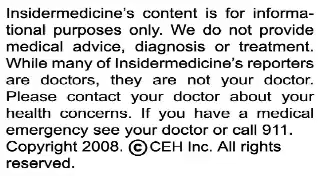 Insidermedicine's content is for informa-
tional purposes only. We do not provide
medical advice, diagnosis or treatment.
While many of Insidermedicine's reporters
are doctors, they are not your doctor.
Please contact your doctor about your
health concerns. If you have a medical
emergency see your doctor or call 911.
Copyright 2008. ©CEH Inc. All rights
reserved.